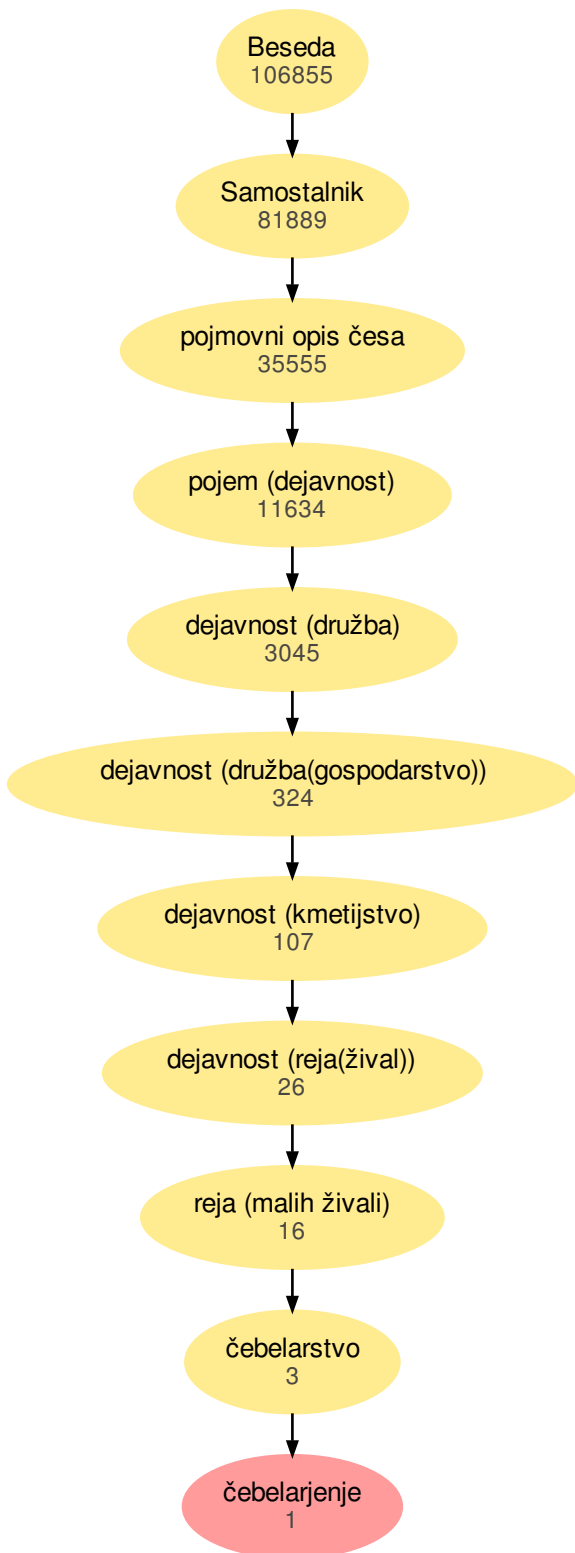 Beseda
106855
Samostalnik
81889
pojmovni opis česa
35555
pojem (dejavnost)
11634
dejavnost (družba)
3045
dejavnost (družba(gospodarstvo))
324
dejavnost (kmetijstvo)
107
dejavnost (reja(žival))
26
reja (malih živali)
16
čebelarstvo
3
čebelarjenje
1